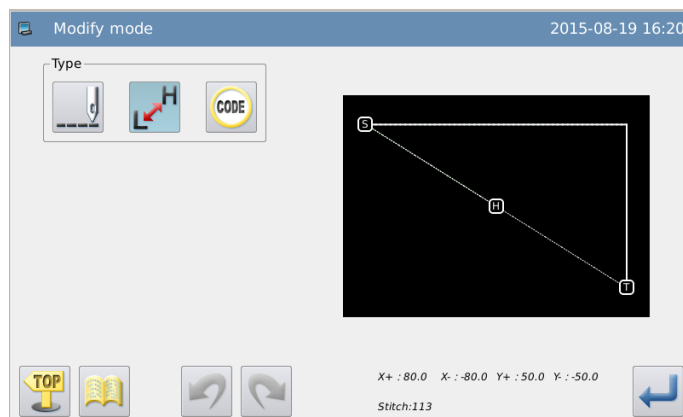 Modify mode 2015-08-19 16:20
Type
L H CODE
S
H
T
TOP
X+ : 80.0 X- : -80.0 Y+ : 50.0 Y- : -50.0
Stitch:113